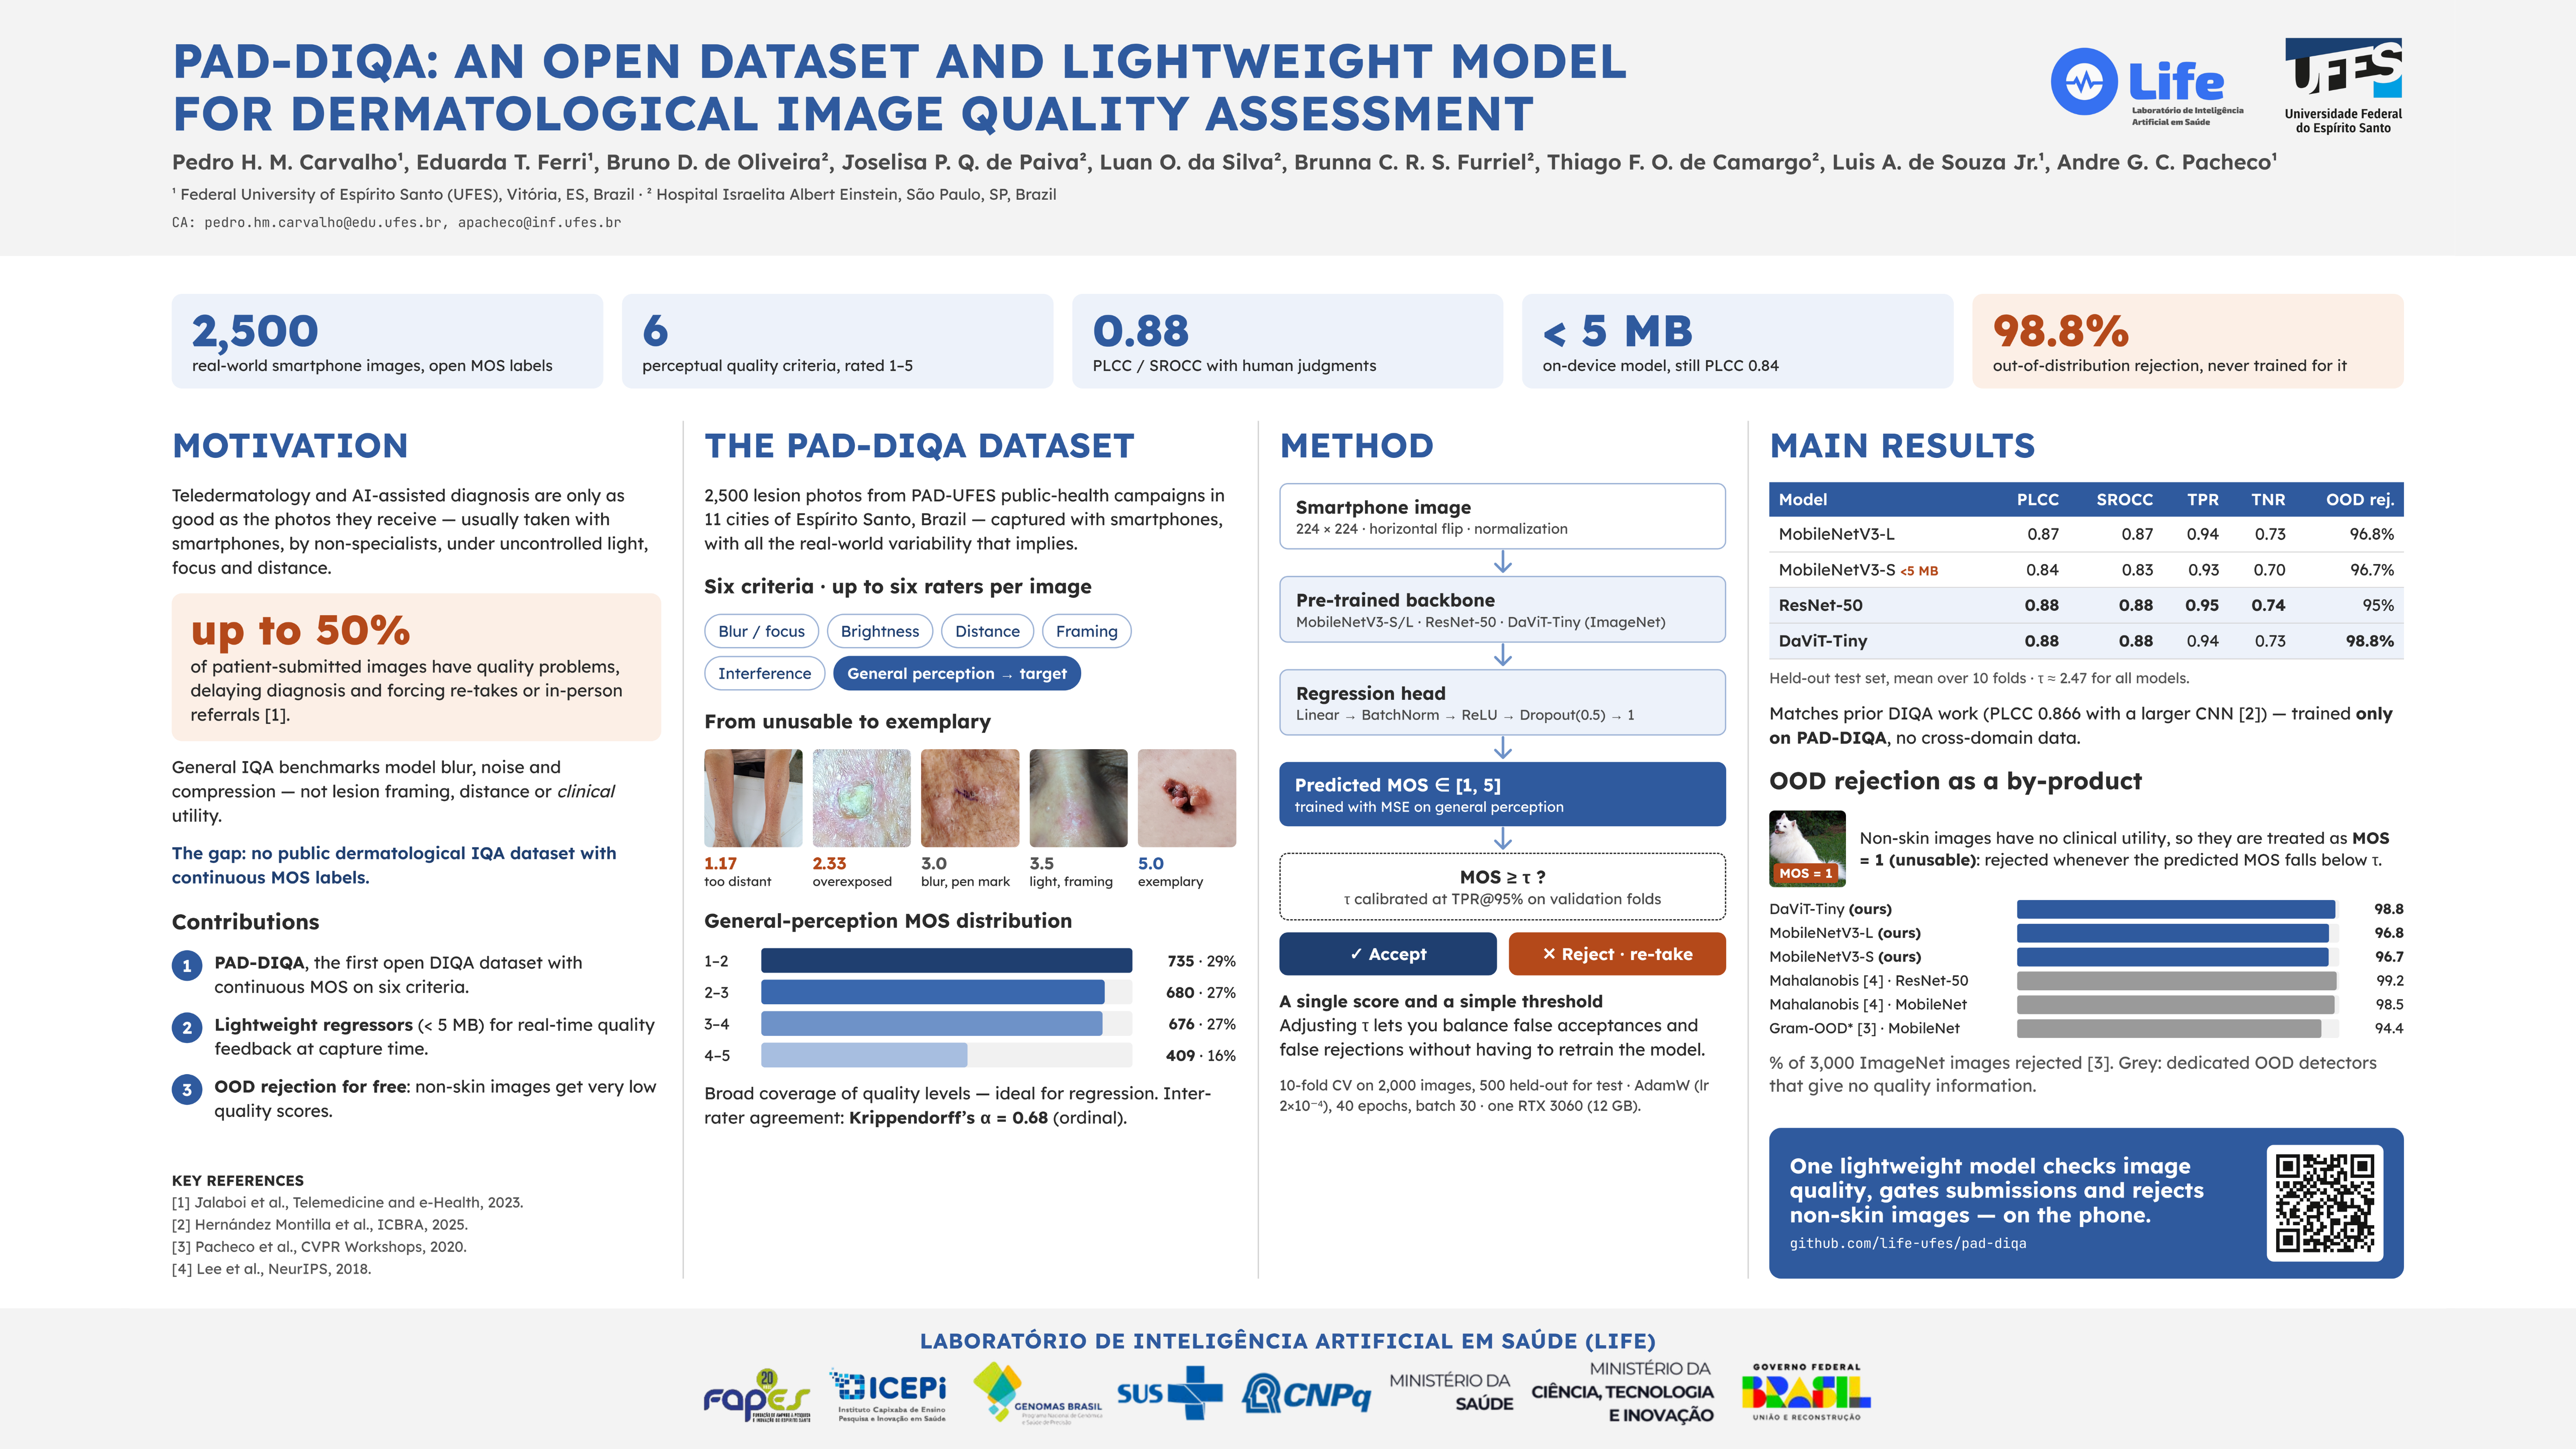 PAD-DIQA: AN OPEN DATASET AND LIGHTWEIGHT MODEL
FOR DERMATOLOGICAL IMAGE QUALITY ASSESSMENT
Life
Laboratório de Inteligência
Artificial em Saúde
UFES
Universidade Federal
do Espírito Santo
Pedro H. M. Carvalho¹, Eduarda T. Ferri¹, Bruno D. de Oliveira², Joselisa P. Q. de Paiva², Luan O. da Silva², Brunna C. R. S. Furriel², Thiago F. O. de Camargo², Luis A. de Souza Jr.¹, Andre G. C. Pacheco¹
¹ Federal University of Espírito Santo (UFES), Vitória, ES, Brazil · ² Hospital Israelita Albert Einstein, São Paulo, SP, Brazil
CA: pedro.hm.carvalho@edu.ufes.br, apacheco@inf.ufes.br
2,500
real-world smartphone images, open MOS labels
6
perceptual quality criteria, rated 1–5
0.88
PLCC / SROCC with human judgments
< 5 MB
on-device model, still PLCC 0.84
98.8%
out-of-distribution rejection, never trained for it
MOTIVATION
Teledermatology and AI-assisted diagnosis are only as
good as the photos they receive — usually taken with
smartphones, by non-specialists, under uncontrolled light,
focus and distance.
up to 50%
of patient-submitted images have quality problems,
delaying diagnosis and forcing re-takes or in-person
referrals [1].
General IQA benchmarks model blur, noise and
compression — not lesion framing, distance or clinical
utility.
The gap: no public dermatological IQA dataset with
continuous MOS labels.
Contributions
1 PAD-DIQA, the first open DIQA dataset with
continuous MOS on six criteria.
2 Lightweight regressors (< 5 MB) for real-time quality
feedback at capture time.
3 OOD rejection for free: non-skin images get very low
quality scores.
KEY REFERENCES
[1] Jalaboi et al., Telemedicine and e-Health, 2023.
[2] Hernández Montilla et al., ICBRA, 2025.
[3] Pacheco et al., CVPR Workshops, 2020.
[4] Lee et al., NeurIPS, 2018.
THE PAD-DIQA DATASET
2,500 lesion photos from PAD-UFES public-health campaigns in
11 cities of Espírito Santo, Brazil — captured with smartphones,
with all the real-world variability that implies.
Six criteria · up to six raters per image
Blur / focus Brightness Distance Framing
Interference General perception → target
From unusable to exemplary
1.17 2.33 3.0 3.5 5.0
too distant overexposed blur, pen mark light, framing exemplary
General-perception MOS distribution
1–2 735 · 29%
2–3 680 · 27%
3–4 676 · 27%
4–5 409 · 16%
Broad coverage of quality levels — ideal for regression. Inter-
rater agreement: Krippendorff's α = 0.68 (ordinal).
METHOD
Smartphone image
224 × 224 · horizontal flip · normalization
Pre-trained backbone
MobileNetV3-S/L · ResNet-50 · DaViT-Tiny (ImageNet)
Regression head
Linear → BatchNorm → ReLU → Dropout(0.5) → 1
Predicted MOS ∈ [1, 5]
trained with MSE on general perception
MOS ≥ τ ?
τ calibrated at TPR@95% on validation folds
✓ Accept ✕ Reject · re-take
A single score and a simple threshold
Adjusting τ lets you balance false acceptances and
false rejections without having to retrain the model.
10-fold CV on 2,000 images, 500 held-out for test · AdamW (lr
2×10⁻⁴), 40 epochs, batch 30 · one RTX 3060 (12 GB).
MAIN RESULTS
Model PLCC SROCC TPR TNR OOD rej.
MobileNetV3-L 0.87 0.87 0.94 0.73 96.8%
MobileNetV3-S <5 MB 0.84 0.83 0.93 0.70 96.7%
ResNet-50 0.88 0.88 0.95 0.74 95%
DaViT-Tiny 0.88 0.88 0.94 0.73 98.8%
Held-out test set, mean over 10 folds · τ ≈ 2.47 for all models.
Matches prior DIQA work (PLCC 0.866 with a larger CNN [2]) — trained only
on PAD-DIQA, no cross-domain data.
OOD rejection as a by-product
MOS = 1
Non-skin images have no clinical utility, so they are treated as MOS
= 1 (unusable): rejected whenever the predicted MOS falls below τ.
DaViT-Tiny (ours) 98.8
MobileNetV3-L (ours) 96.8
MobileNetV3-S (ours) 96.7
Mahalanobis [4] · ResNet-50 99.2
Mahalanobis [4] · MobileNet 98.5
Gram-OOD* [3] · MobileNet 94.4
% of 3,000 ImageNet images rejected [3]. Grey: dedicated OOD detectors
that give no quality information.
One lightweight model checks image
quality, gates submissions and rejects
non-skin images — on the phone.
github.com/life-ufes/pad-diqa
LABORATÓRIO DE INTELIGÊNCIA ARTIFICIAL EM SAÚDE (LIFE)
20
fapes
ICEPi
Instituto Capixaba de Ensino
Pesquisa e Inovação em Saúde
GENOMAS BRASIL
SUS
CNPq
MINISTÉRIO DA
SAÚDE
MINISTÉRIO DA
CIÊNCIA, TECNOLOGIA
E INOVAÇÃO
GOVERNO FEDERAL
BRASIL
UNIÃO E RECONSTRUÇÃO